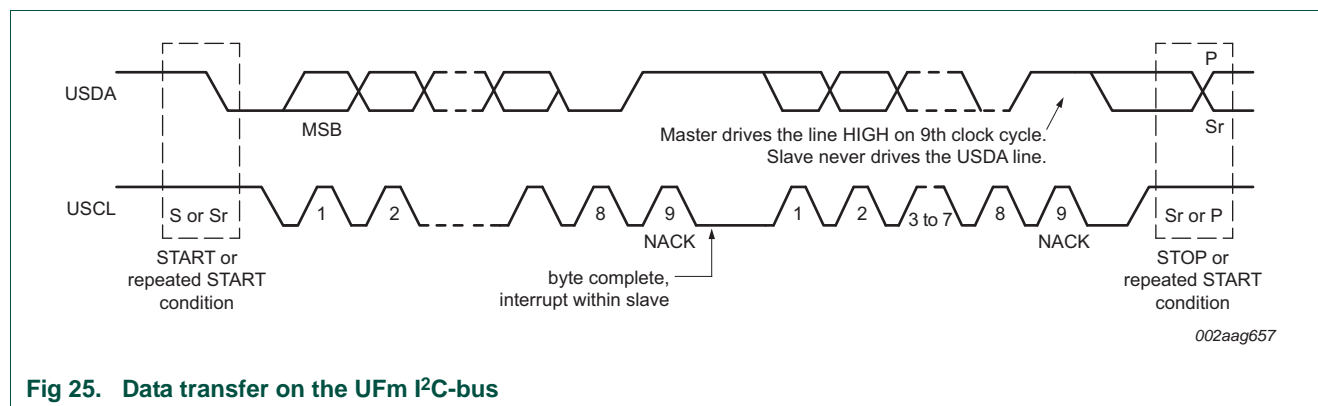 P
USDA
MSB
Master drives the line HIGH on 9th clock cycle.
Slave never drives the USDA line.
Sr
USCL
S or Sr
1
2
8
9
1
2
3 to 7
8
9
Sr or P
NACK
NACK
START or
repeated START
condition
byte complete,
interrupt within slave
STOP or
repeated START
condition
002aag657
Fig 25. Data transfer on the UFm I²C-bus